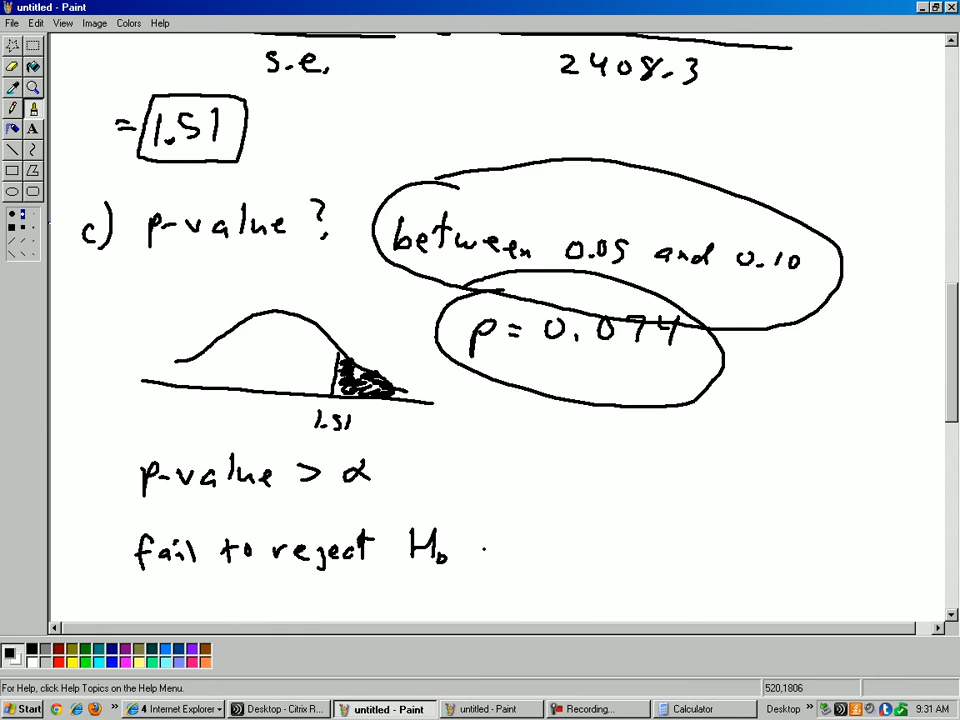 untitled - Paint
File Edit View Image Colors Help
s.e.
2408.3
= 1.51
c) p-value?
between 0.05 and 0.10
p = 0.074
1.51
p-value > α
fail to reject H₀
For Help, click Help Topics on the Help Menu.
520,1806
Start
»
4 Internet Explorer
Desktop - Citrix R...
untitled - Paint
untitled - Paint
Recording...
Calculator
Desktop »
9:31 AM